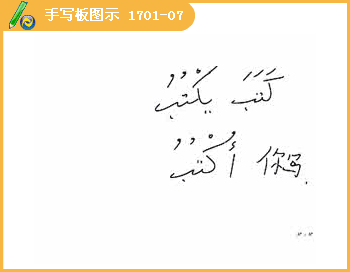 手写板图示 1701-07
كَتَبَ يَكْتُبُ
你写. أُكْتُبُ